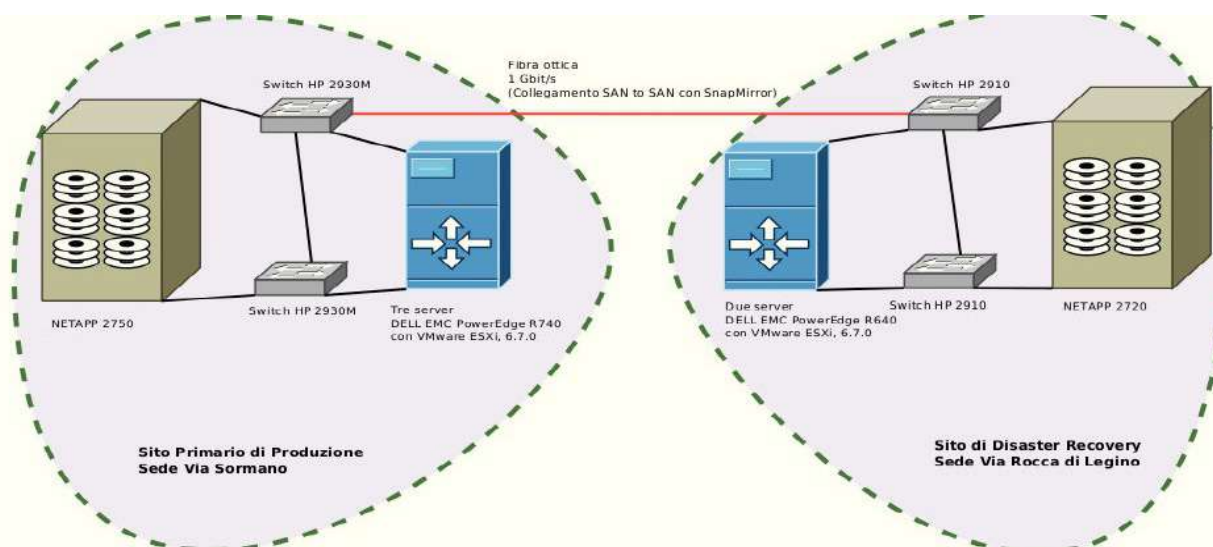 Fibra ottica
1 Gbit/s
(Collegamento SAN to SAN con SnapMirror)
Switch HP 2930M
Switch HP 2910
NETAPP 2750
Switch HP 2930M
Tre server
DELL EMC PowerEdge R740
con VMware ESXi, 6.7.0
Due server
DELL EMC PowerEdge R640
con VMware ESXi, 6.7.0
Switch HP 2910
NETAPP 2720
Sito Primario di Produzione
Sede Via Sormano
Sito di Disaster Recovery
Sede Via Rocca di Legino